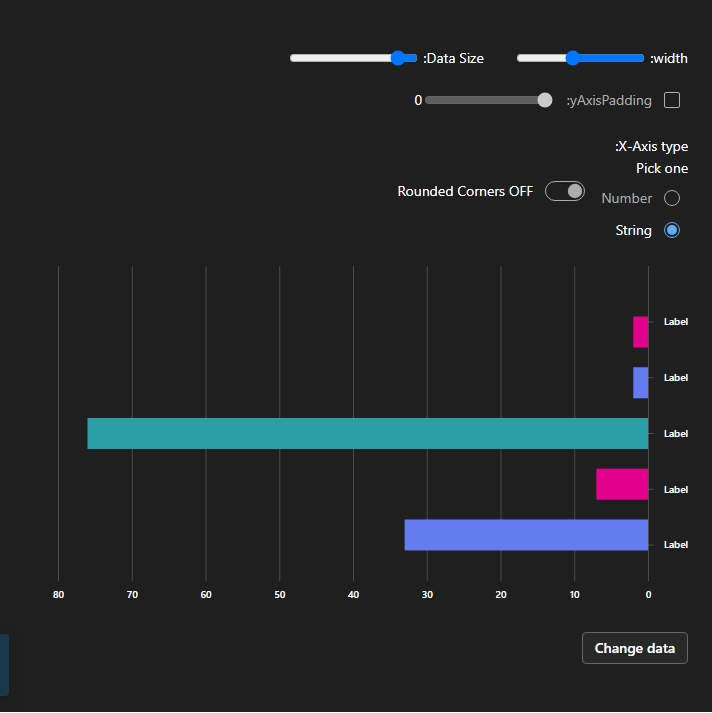 :width
:Data Size
:yAxisPadding
0
:X-Axis type
Pick one
Number
Rounded Corners OFF
String
Label
Label
Label
Label
Label
80 70 60 50 40 30 20 10 0
Change data